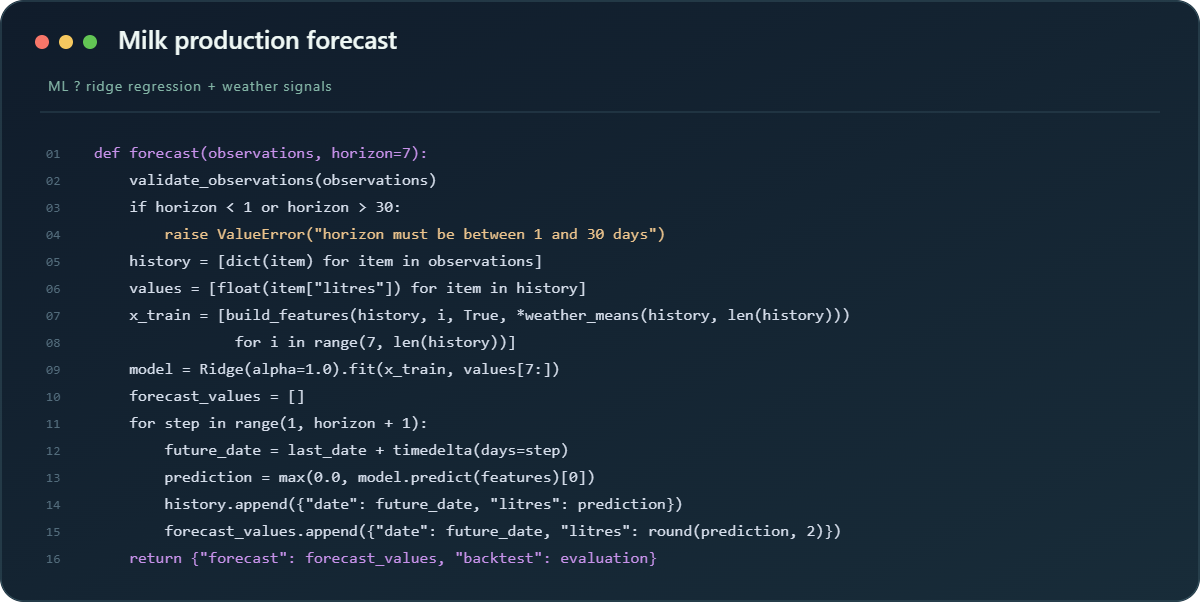 Milk production forecast
ML ? ridge regression + weather signals
01 def forecast(observations, horizon=7):
02     validate_observations(observations)
03     if horizon < 1 or horizon > 30:
04         raise ValueError("horizon must be between 1 and 30 days")
05     history = [dict(item) for item in observations]
06     values = [float(item["litres"]) for item in history]
07     x_train = [build_features(history, i, True, *weather_means(history, len(history)))
08                 for i in range(7, len(history))]
09     model = Ridge(alpha=1.0).fit(x_train, values[7:])
10     forecast_values = []
11     for step in range(1, horizon + 1):
12         future_date = last_date + timedelta(days=step)
13         prediction = max(0.0, model.predict(features)[0])
14         history.append({"date": future_date, "litres": prediction})
15         forecast_values.append({"date": future_date, "litres": round(prediction, 2)})
16     return {"forecast": forecast_values, "backtest": evaluation}